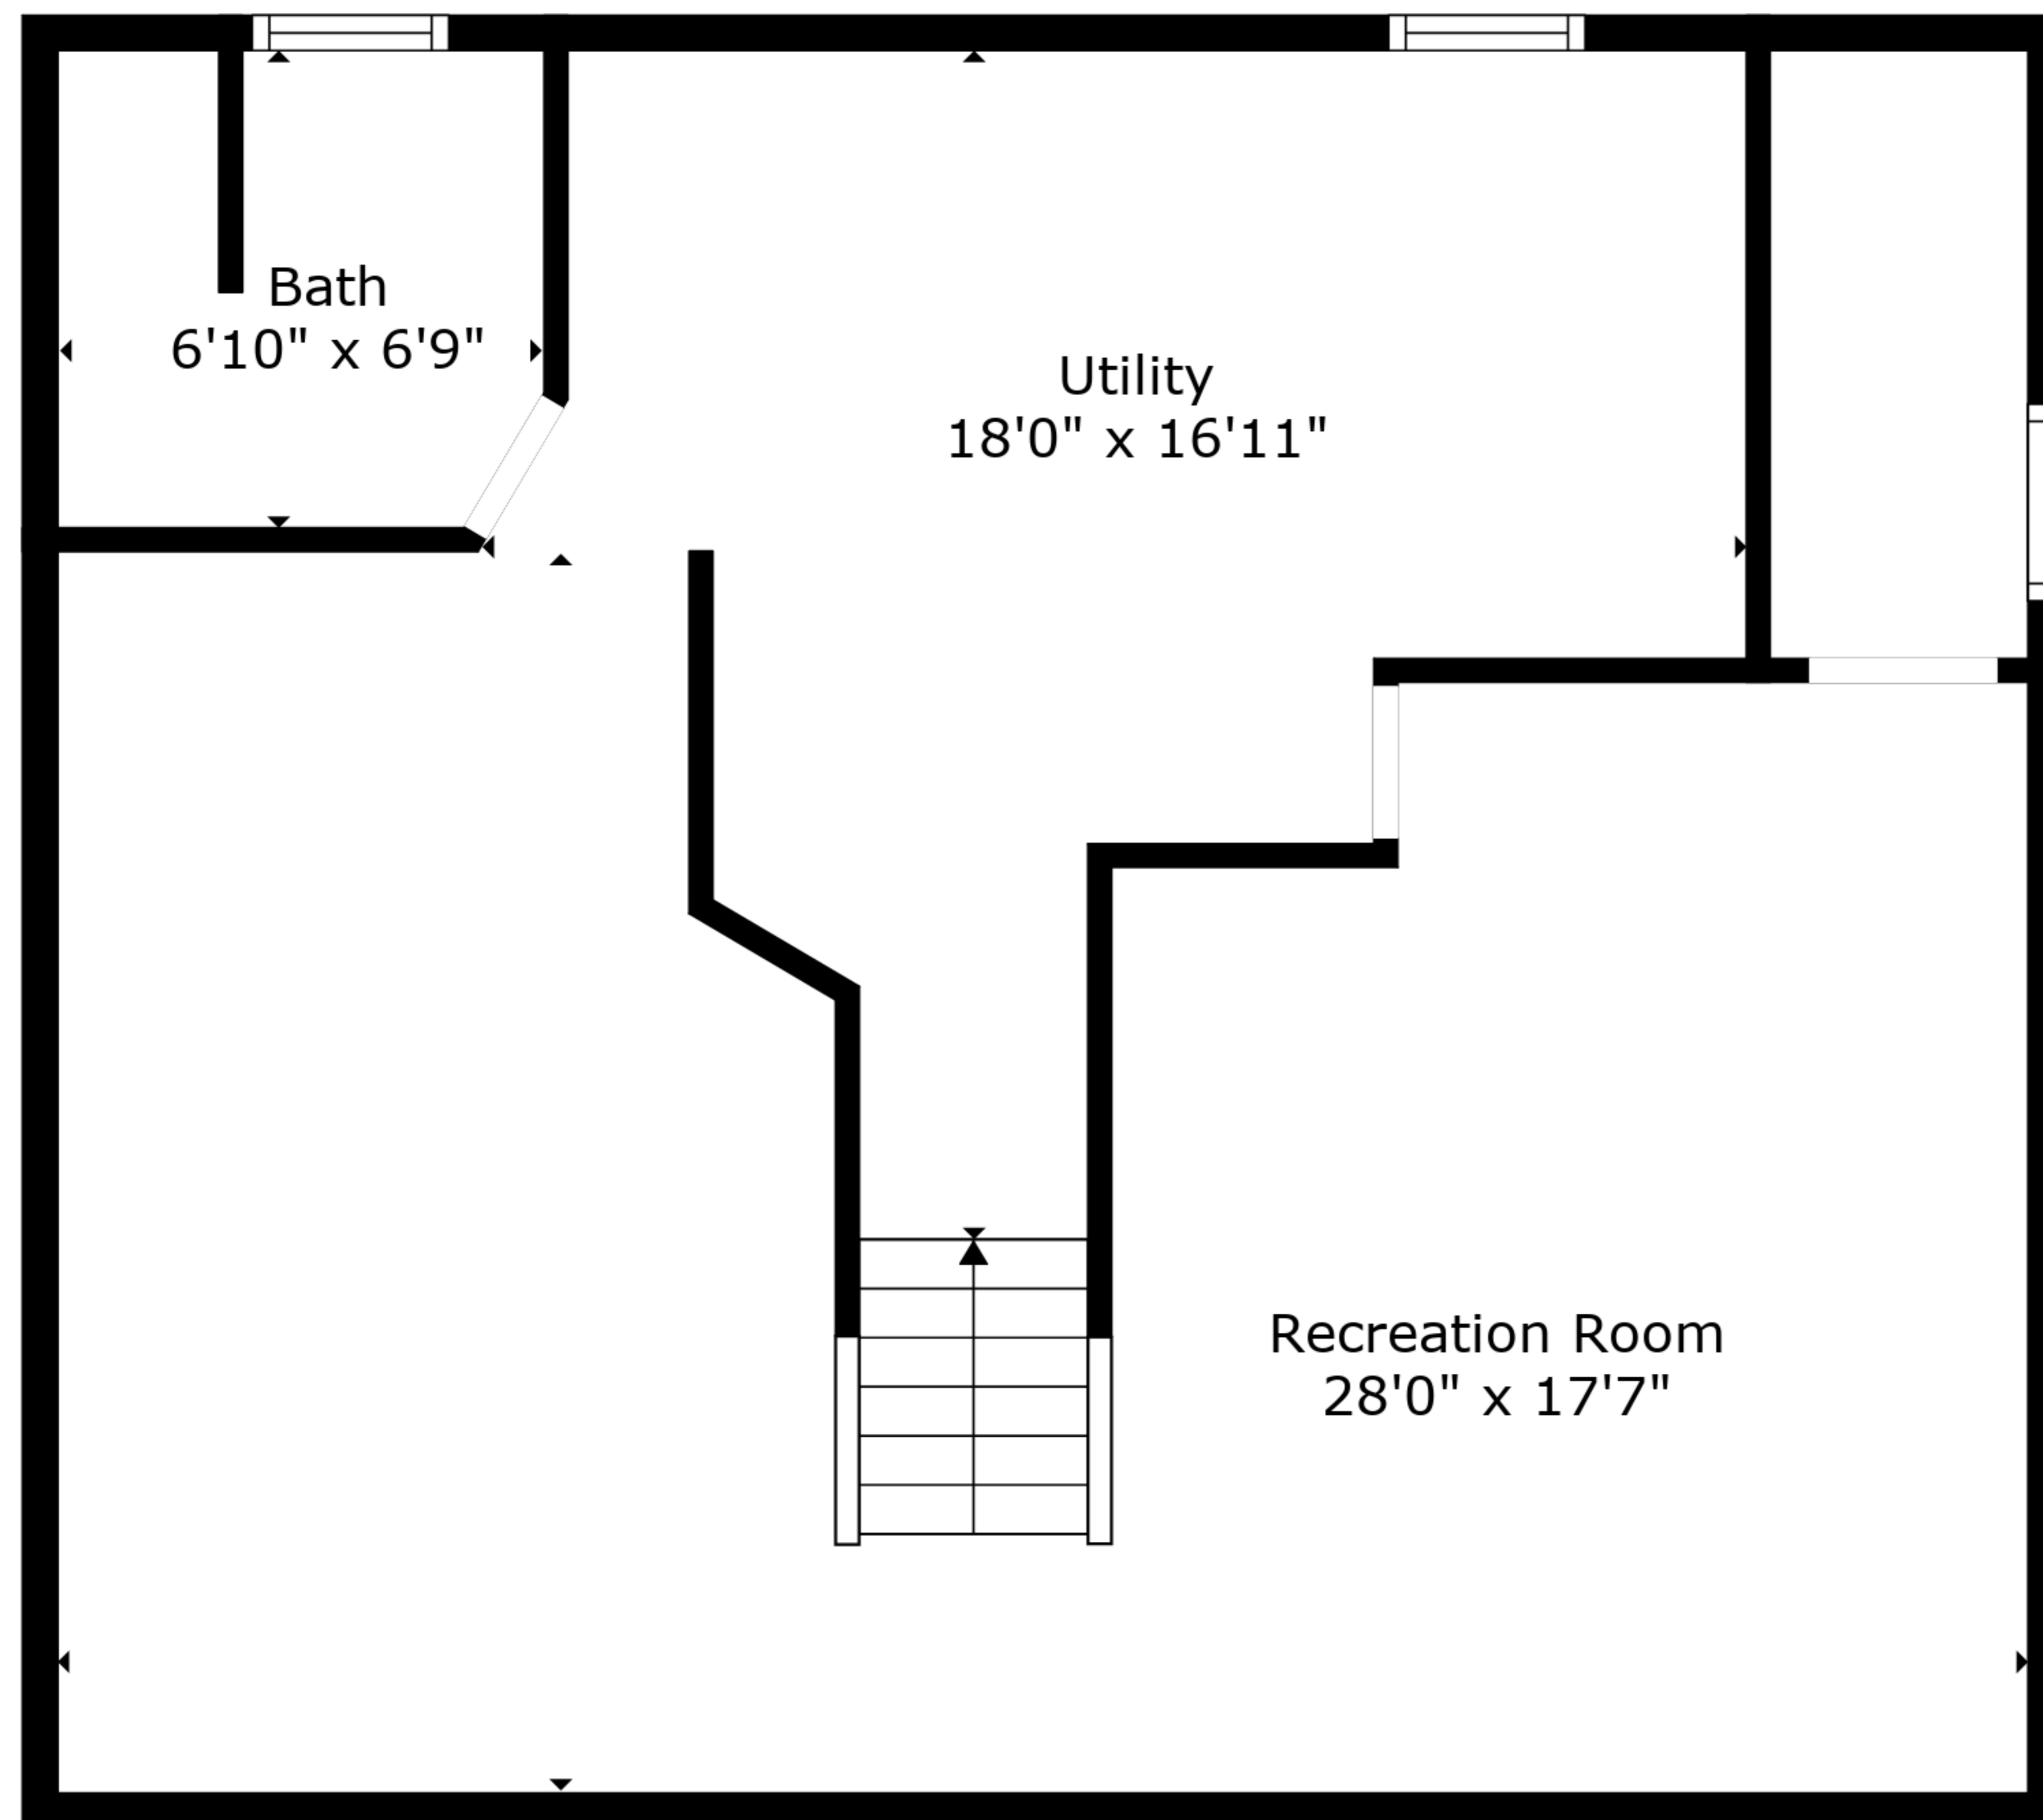 Bath
6'10" x 6'9"
Utility
18'0" x 16'11"
Recreation Room
28'0" x 17'7"